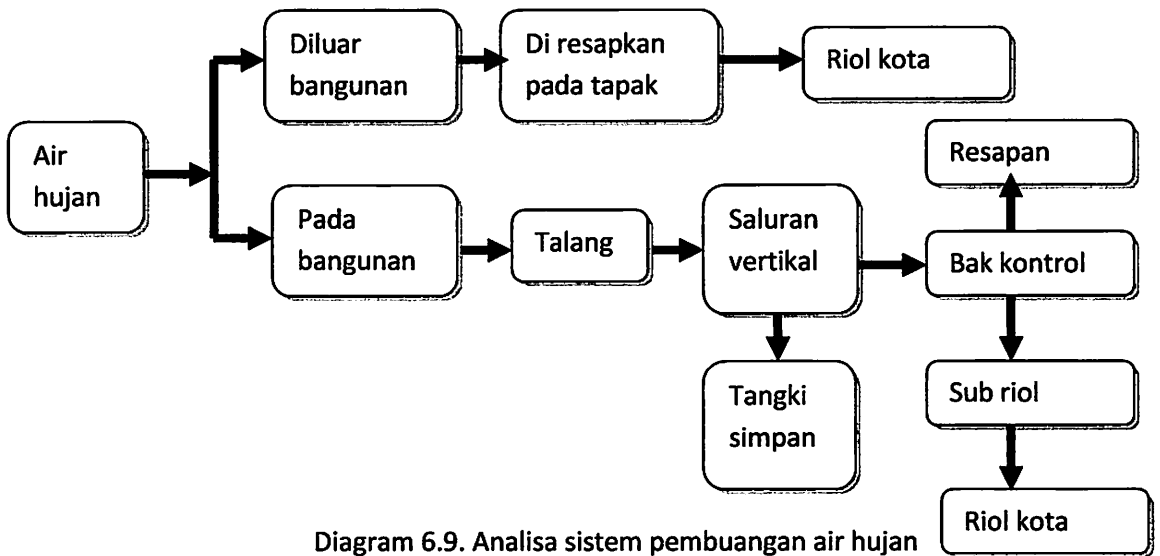 Diluar
bangunan
Di resapkan
pada tapak
Riol kota
Air
hujan
Resapan
Pada
bangunan
Talang
Saluran
vertikal
Bak kontrol
Tangki
simpan
Sub riol
Riol kota
Diagram 6.9. Analisa sistem pembuangan air hujan